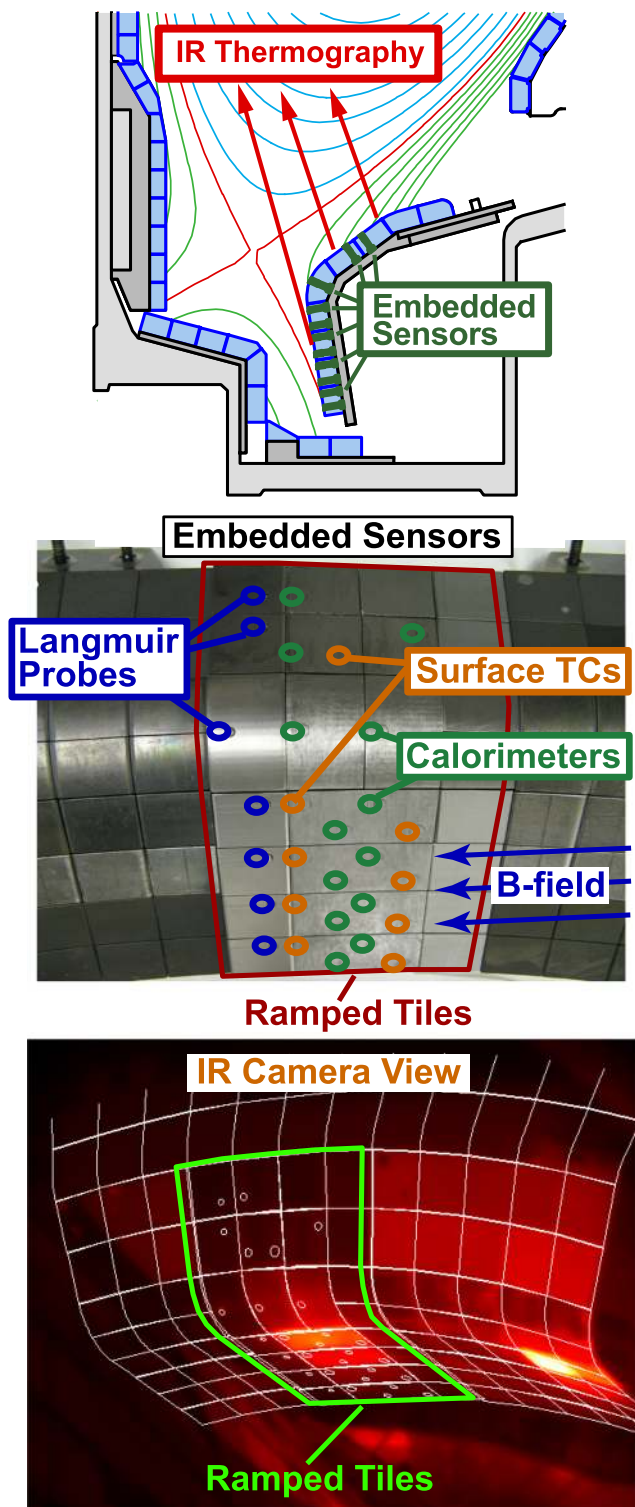 IR Thermography
Embedded
Sensors
Embedded Sensors
Langmuir
Probes
Surface TCs
Calorimeters
B-field
Ramped Tiles
IR Camera View
Ramped Tiles